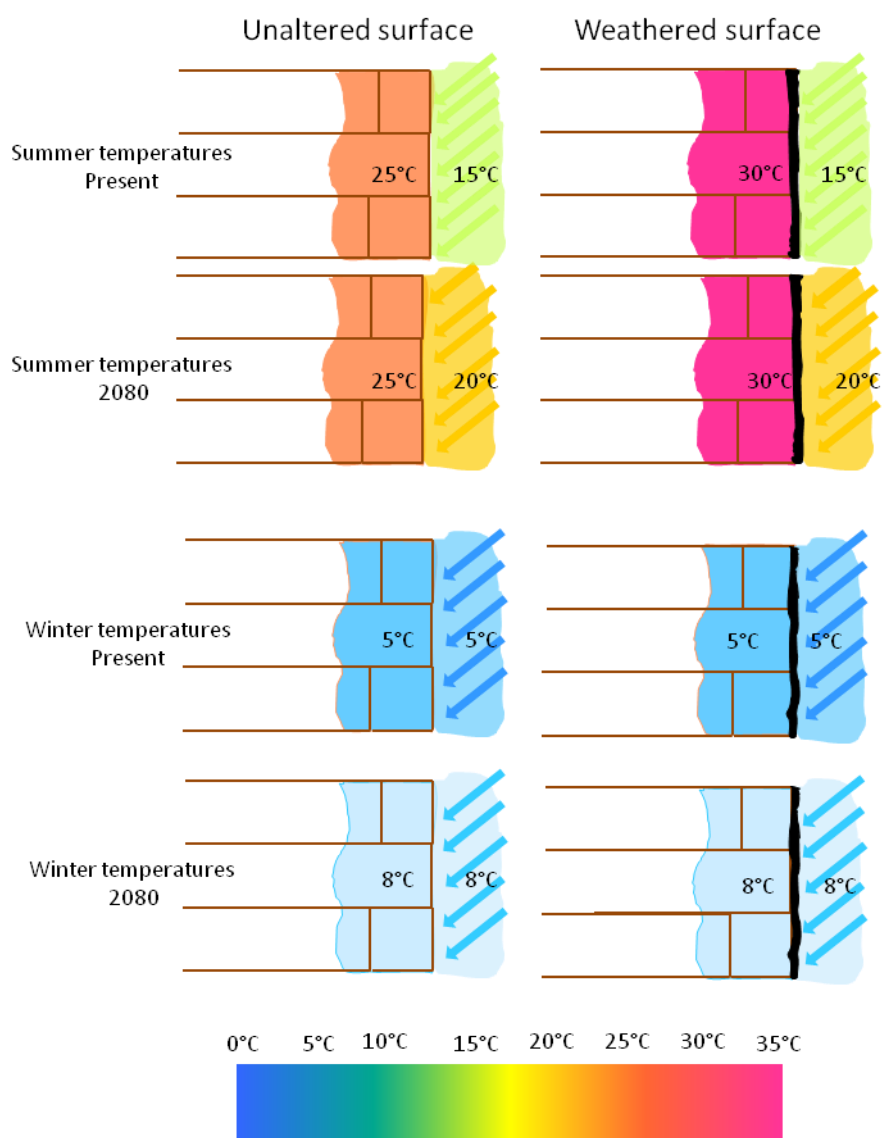 Unaltered surface
Weathered surface
Summer temperatures
Present
25°C
15°C
30°C
15°C
Summer temperatures
2080
25°C
20°C
30°C
20°C
Winter temperatures
Present
5°C
5°C
5°C
5°C
Winter temperatures
2080
8°C
8°C
8°C
8°C
0°C 5°C 10°C 15°C 20°C 25°C 30°C 35°C